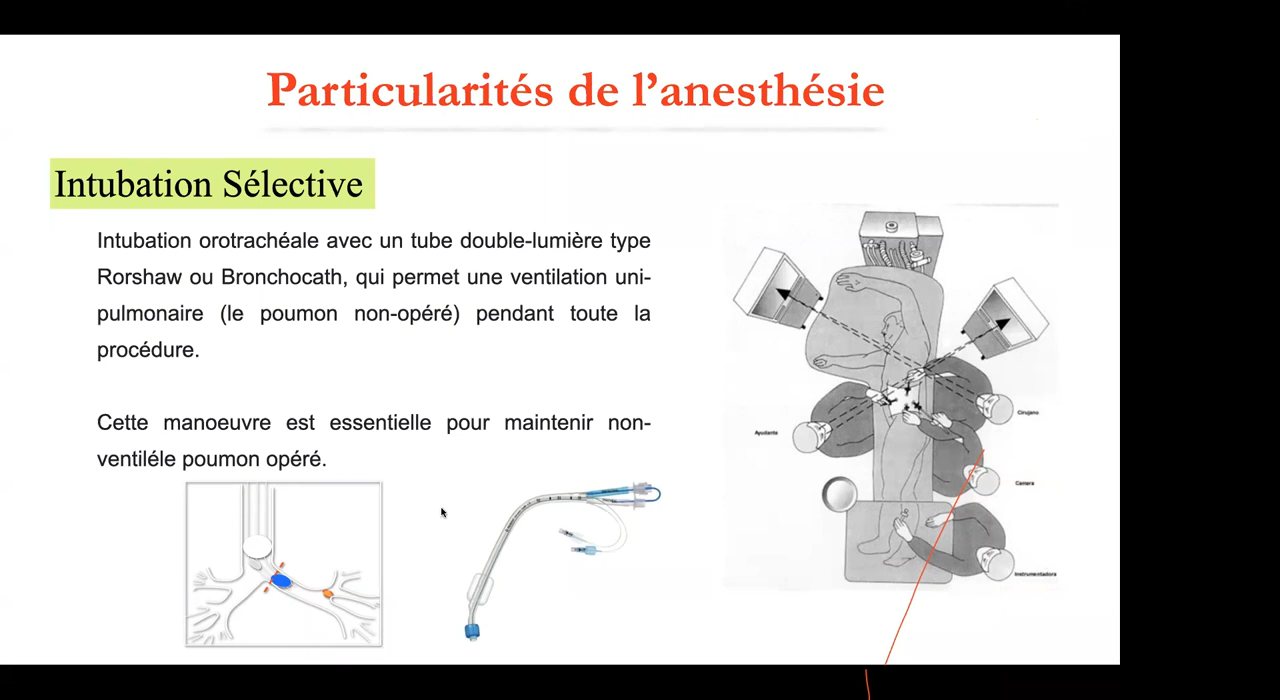 Particularités de l’anesthésie
Intubation Sélective
Intubation orotrachéale avec un tube double-lumière type
Rorshaw ou Bronchocath, qui permet une ventilation uni-
pulmonaire (le poumon non-opéré) pendant toute la
procédure.
Cette manoeuvre est essentielle pour maintenir non-
ventiléle poumon opéré.
Cirujano
Ayudante
Camara
Instrumentadora